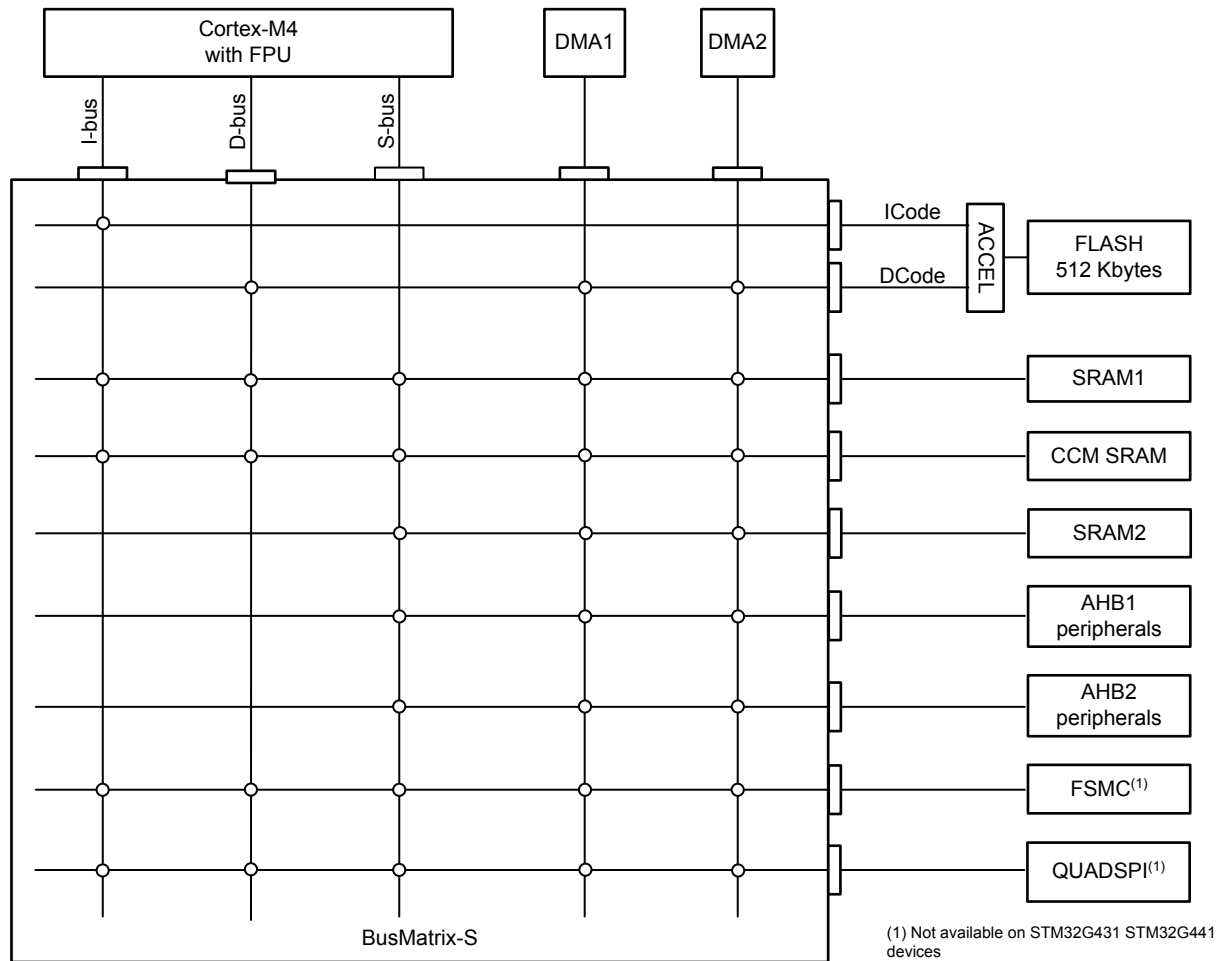 Cortex-M4
with FPU
DMA1
DMA2
I-bus
D-bus
S-bus
ICode
DCode
ACCEL
FLASH
512 Kbytes
SRAM1
CCM SRAM
SRAM2
AHB1
peripherals
AHB2
peripherals
FSMC(1)
QUADSPI(1)
BusMatrix-S
(1) Not available on STM32G431 STM32G441
devices